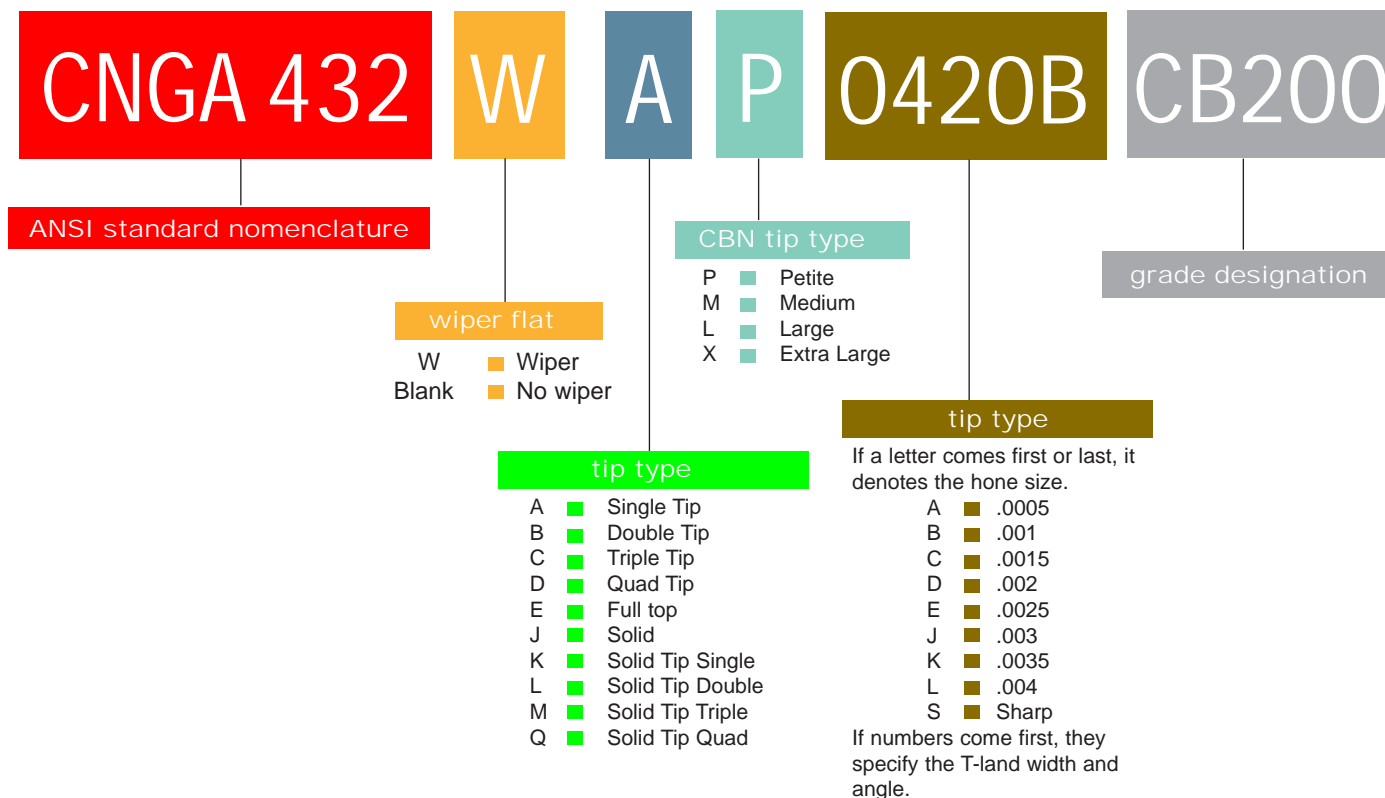 CNGA 432 W A P 0420B CB200
ANSI standard nomenclature
CBN tip type
P Petite
M Medium
L Large
X Extra Large
grade designation
wiper flat
W Wiper
Blank No wiper
tip type
A Single Tip
B Double Tip
C Triple Tip
D Quad Tip
E Full top
J Solid
K Solid Tip Single
L Solid Tip Double
M Solid Tip Triple
Q Solid Tip Quad
tip type
If a letter comes first or last, it
denotes the hone size.
A .0005
B .001
C .0015
D .002
E .0025
J .003
K .0035
L .004
S Sharp
If numbers come first, they
specify the T-land width and
angle.